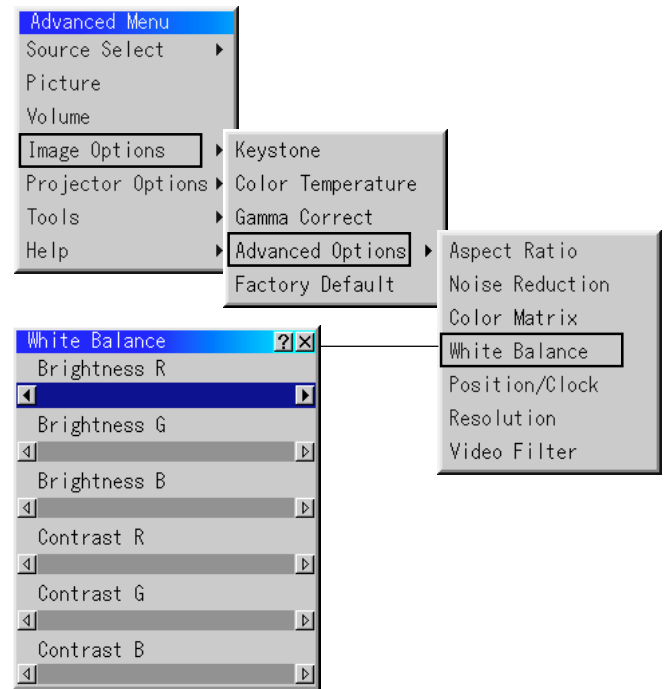 Advanced Menu
Source Select
Picture
Volume
Image Options
Projector Options
Tools
Help
Keystone
Color Temperature
Gamma Correct
Advanced Options
Factory Default
Aspect Ratio
Noise Reduction
Color Matrix
White Balance
Position/Clock
Resolution
Video Filter
White Balance ?
Brightness R
Brightness G
Brightness B
Contrast R
Contrast G
Contrast B